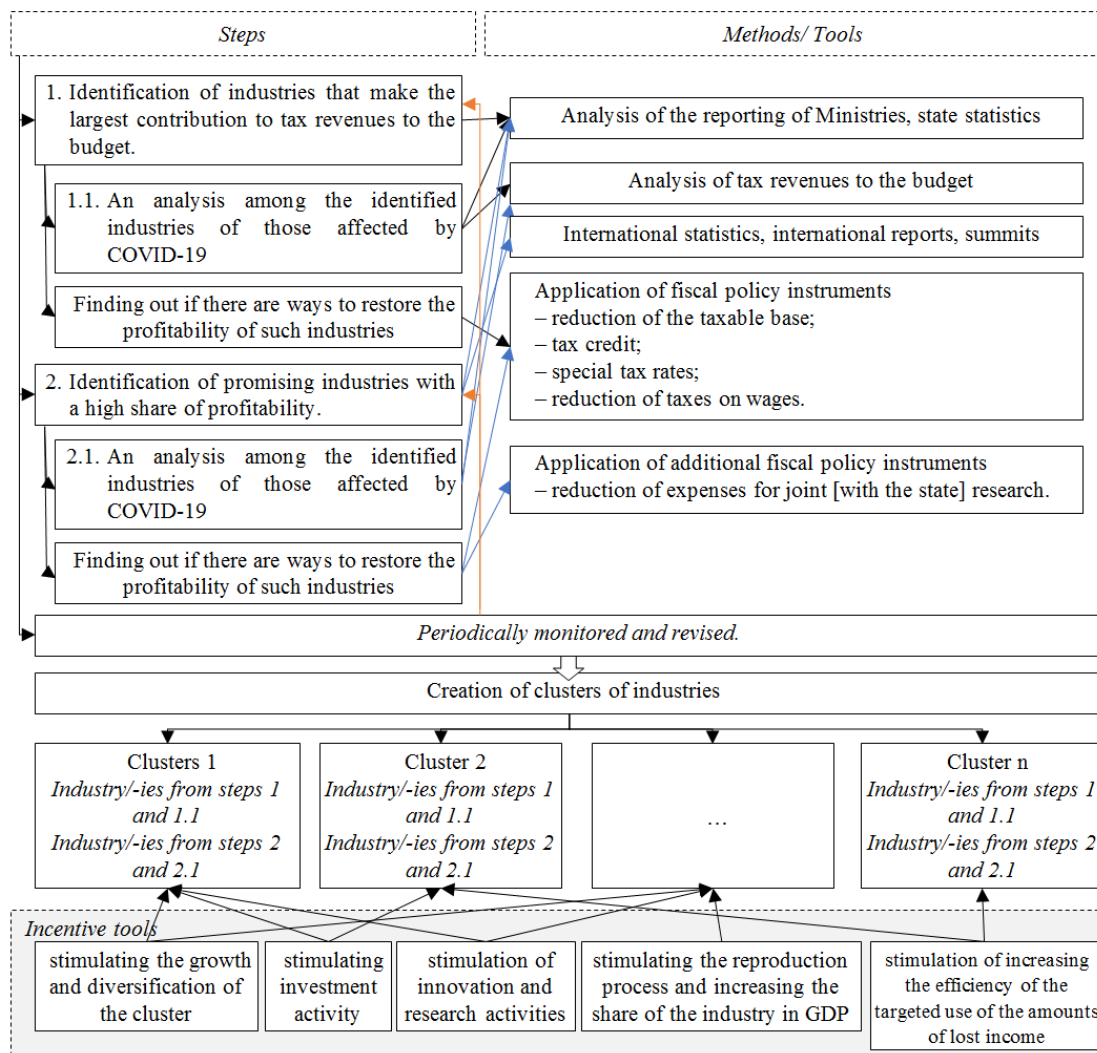 Steps
Methods/ Tools
1. Identification of industries that make the
largest contribution to tax revenues to the
budget.
1.1. An analysis among the identified
industries of those affected by
COVID-19
Finding out if there are ways to restore the
profitability of such industries
2. Identification of promising industries with
a high share of profitability.
2.1. An analysis among the identified
industries of those affected by
COVID-19
Finding out if there are ways to restore the
profitability of such industries
Analysis of the reporting of Ministries, state statistics
Analysis of tax revenues to the budget
International statistics, international reports, summits
Application of fiscal policy instruments
– reduction of the taxable base;
– tax credit;
– special tax rates;
– reduction of taxes on wages.
Application of additional fiscal policy instruments
– reduction of expenses for joint [with the state] research.
Periodically monitored and revised.
Creation of clusters of industries
Clusters 1
Industry/-ies from steps 1
and 1.1
Industry/-ies from steps 2
and 2.1
Cluster 2
Industry/-ies from steps 1
and 1.1
Industry/-ies from steps 2
and 2.1
…
Cluster n
Industry/-ies from steps 1
and 1.1
Industry/-ies from steps 2
and 2.1
Incentive tools
stimulating the growth
and diversification of
the cluster
stimulating
investment
activity
stimulation of
innovation and
research activities
stimulating the reproduction
process and increasing the
share of the industry in GDP
stimulation of increasing
the efficiency of the
targeted use of the amounts
of lost income